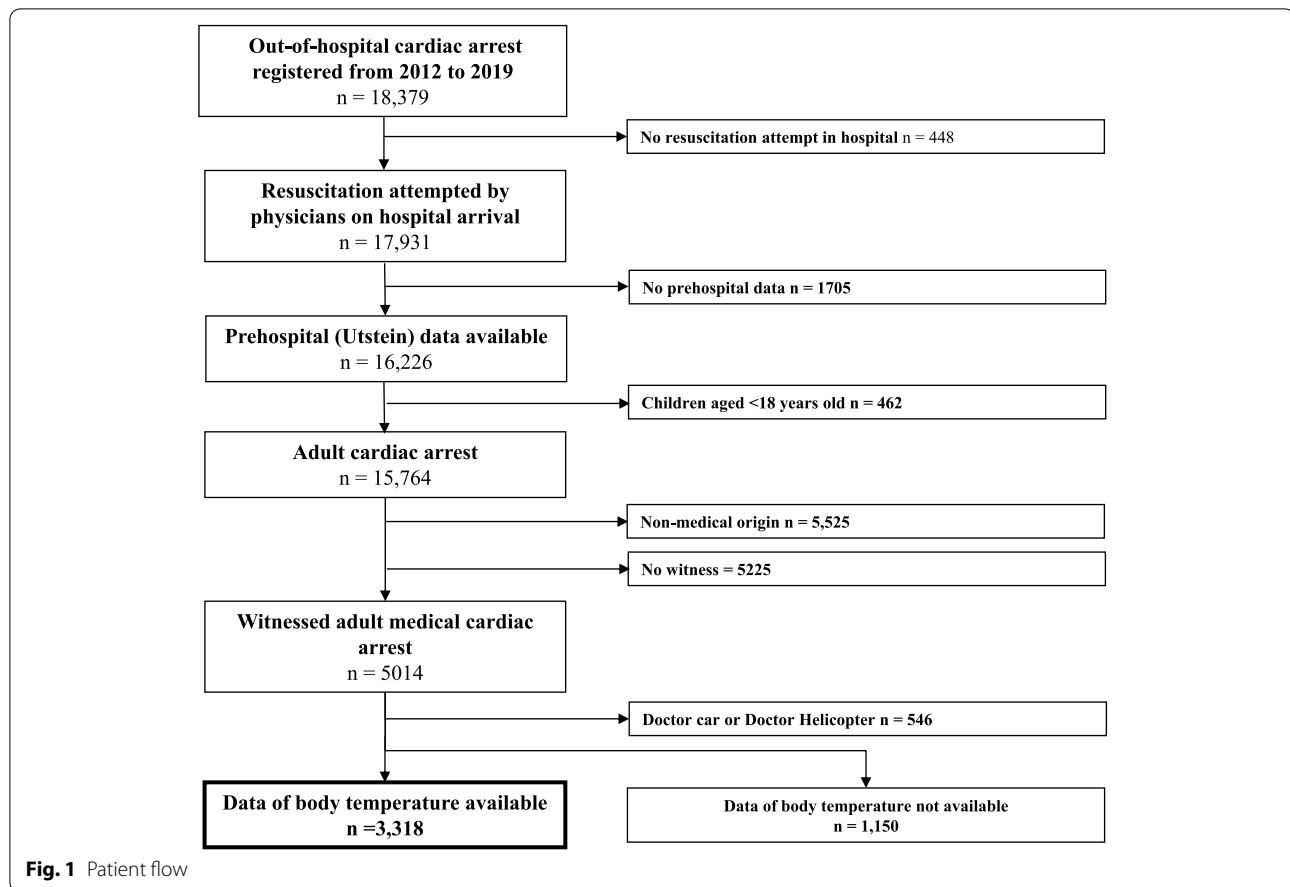 Out-of-hospital cardiac arrest
registered from 2012 to 2019
n = 18,379
No resuscitation attempt in hospital n = 448
Resuscitation attempted by
physicians on hospital arrival
n = 17,931
No prehospital data n = 1705
Prehospital (Utstein) data available
n = 16,226
Children aged <18 years old n = 462
Adult cardiac arrest
n = 15,764
Non-medical origin n = 5,525
No witness = 5225
Witnessed adult medical cardiac
arrest
n = 5014
Doctor car or Doctor Helicopter n = 546
Data of body temperature available
n =3,318
Data of body temperature not available
n = 1,150
Fig. 1 Patient flow